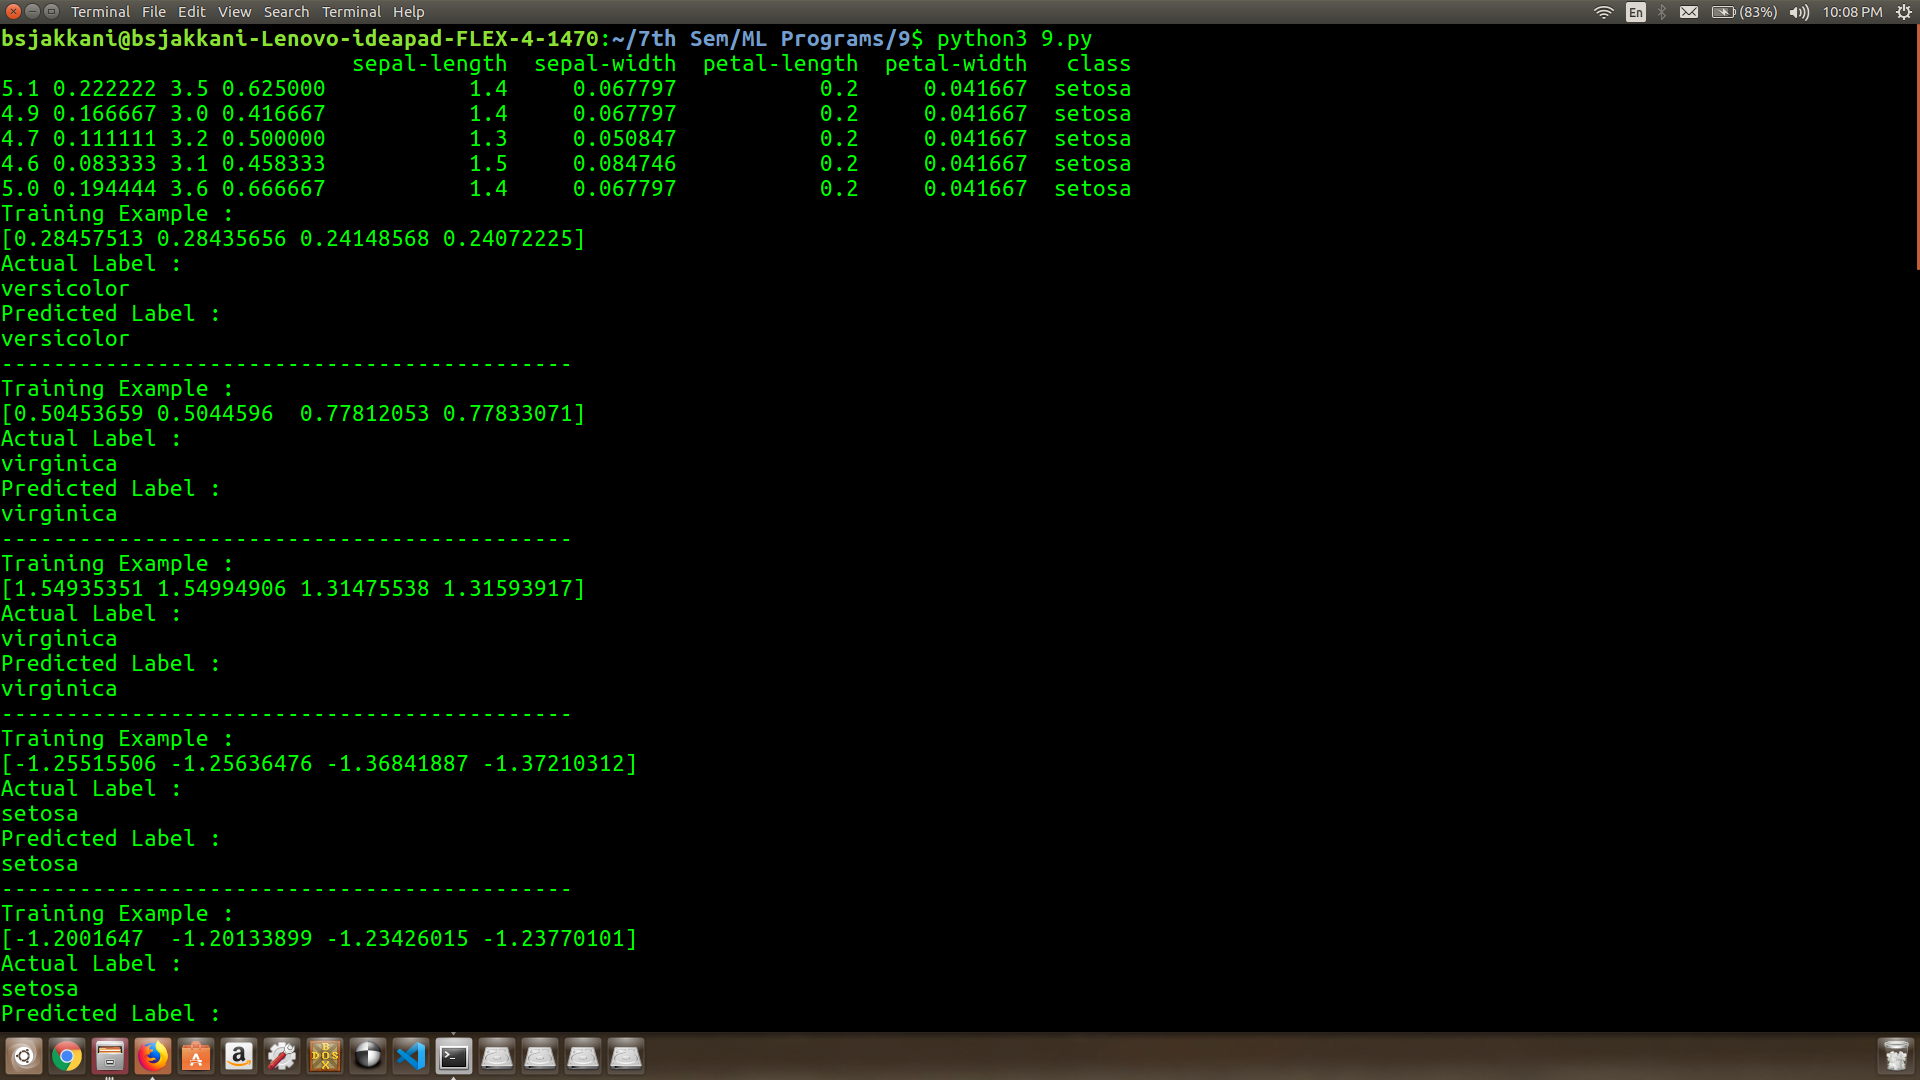 Terminal File Edit View Search Terminal Help En (83%) 10:08 PM
bsjakkani@bsjakkani-Lenovo-ideapad-FLEX-4-1470:~/7th Sem/ML Programs/9$ python3 9.py
sepal-length sepal-width petal-length petal-width class
5.1 0.222222 3.5 0.625000 1.4 0.067797 0.2 0.041667 setosa
4.9 0.166667 3.0 0.416667 1.4 0.067797 0.2 0.041667 setosa
4.7 0.111111 3.2 0.500000 1.3 0.050847 0.2 0.041667 setosa
4.6 0.083333 3.1 0.458333 1.5 0.084746 0.2 0.041667 setosa
5.0 0.194444 3.6 0.666667 1.4 0.067797 0.2 0.041667 setosa
Training Example :
[0.28457513 0.28435656 0.24148568 0.24072225]
Actual Label :
versicolor
Predicted Label :
versicolor
--------------------------------------------
Training Example :
[0.50453659 0.5044596  0.77812053 0.77833071]
Actual Label :
virginica
Predicted Label :
virginica
--------------------------------------------
Training Example :
[1.54935351 1.54994906 1.31475538 1.31593917]
Actual Label :
virginica
Predicted Label :
virginica
--------------------------------------------
Training Example :
[-1.25515506 -1.25636476 -1.36841887 -1.37210312]
Actual Label :
setosa
Predicted Label :
setosa
--------------------------------------------
Training Example :
[-1.2001647  -1.20133899 -1.23426015 -1.23770101]
Actual Label :
setosa
Predicted Label :